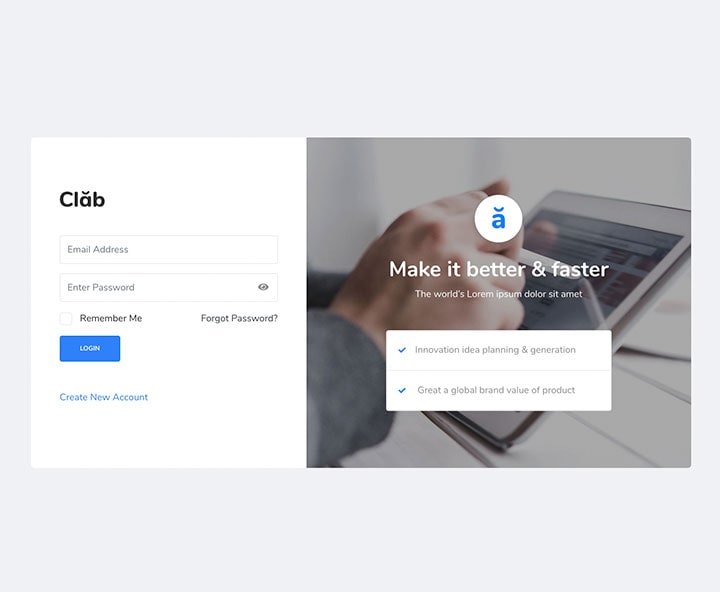 Clăb
Email Address
Enter Password
Remember Me
Forgot Password?
LOGIN
Create New Account
ă
Make it better & faster
The world's Lorem ipsum dolor sit amet
Innovation idea planning & generation
Great a global brand value of product